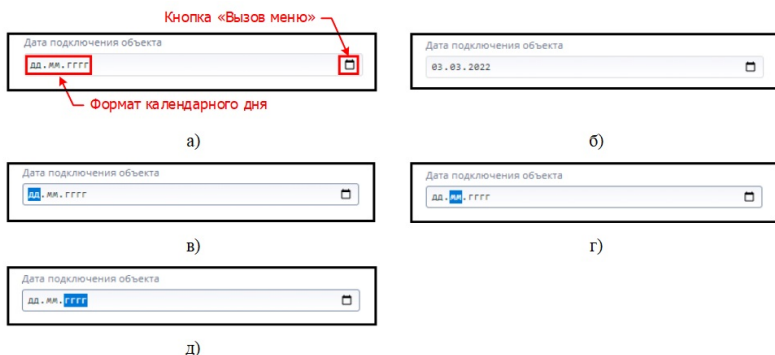 Кнопка «Вызов меню»
Дата подключения объекта
дд.мм.гггг
Формат календарного дня
а)
Дата подключения объекта
03.03.2022
б)
Дата подключения объекта
дд.мм.гггг
в)
Дата подключения объекта
дд.мм.гггг
г)
Дата подключения объекта
дд.мм.гггг
д)